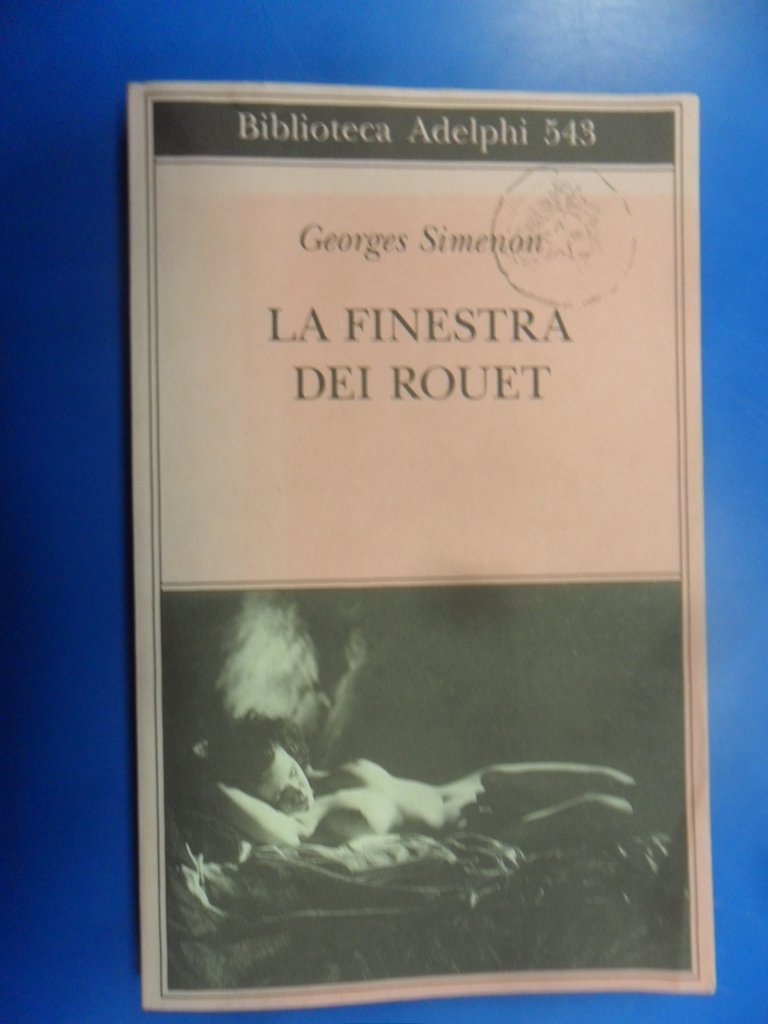 Biblioteca Adelphi 543
Georges Simenon
LA FINESTRA
DEI ROUET